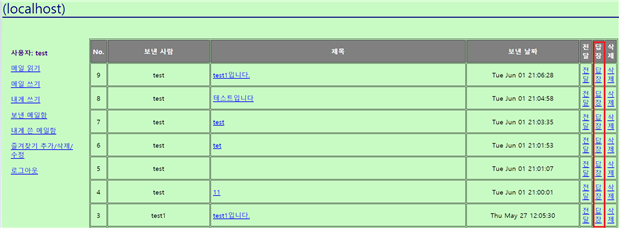 (localhost)
사용자: test
메일 읽기
메일 쓰기
내게 쓰기
보낸 메일함
내게 쓴 메일함
즐겨찾기 추가/삭제/
수정
로그아웃
No. 보낸 사람 제목 보낸 날짜 전달 답장 삭제
9 test test1입니다. Tue Jun 01 21:06:28 전달 답장 삭제
8 test 테스트입니다 Tue Jun 01 21:04:58 전달 답장 삭제
7 test test Tue Jun 01 21:03:35 전달 답장 삭제
6 test tet Tue Jun 01 21:01:53 전달 답장 삭제
5 test Tue Jun 01 21:01:07 전달 답장 삭제
4 test 11 Tue Jun 01 21:00:01 전달 답장 삭제
3 test1 test1입니다. Thu May 27 12:05:30 전달 답장 삭제